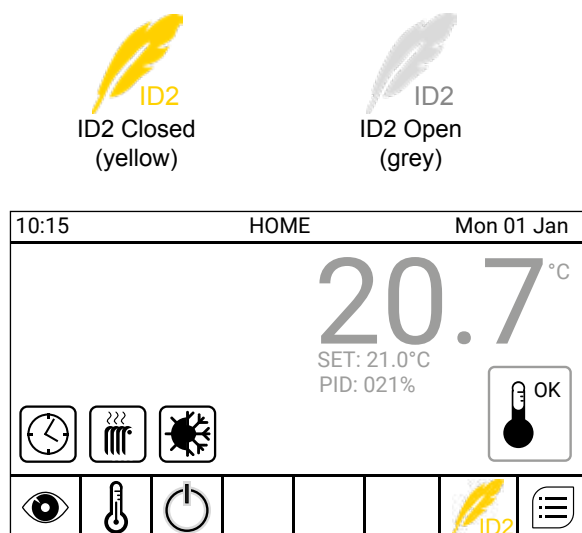 ID2 ID2
ID2 Closed ID2 Open
(yellow) (grey)
10:15 HOME Mon 01 Jan
20.7 °C
SET: 21.0°C
PID: 021%
OK
ID2